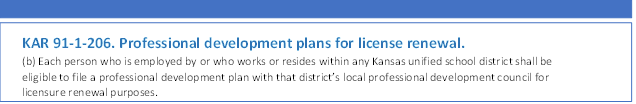 KAR 91-1-206. Professional development plans for license renewal.
(b) Each person who is employed by or who works or resides within any Kansas unified school district shall be
eligible to file a professional development plan with that district's local professional development council for
licensure renewal purposes.